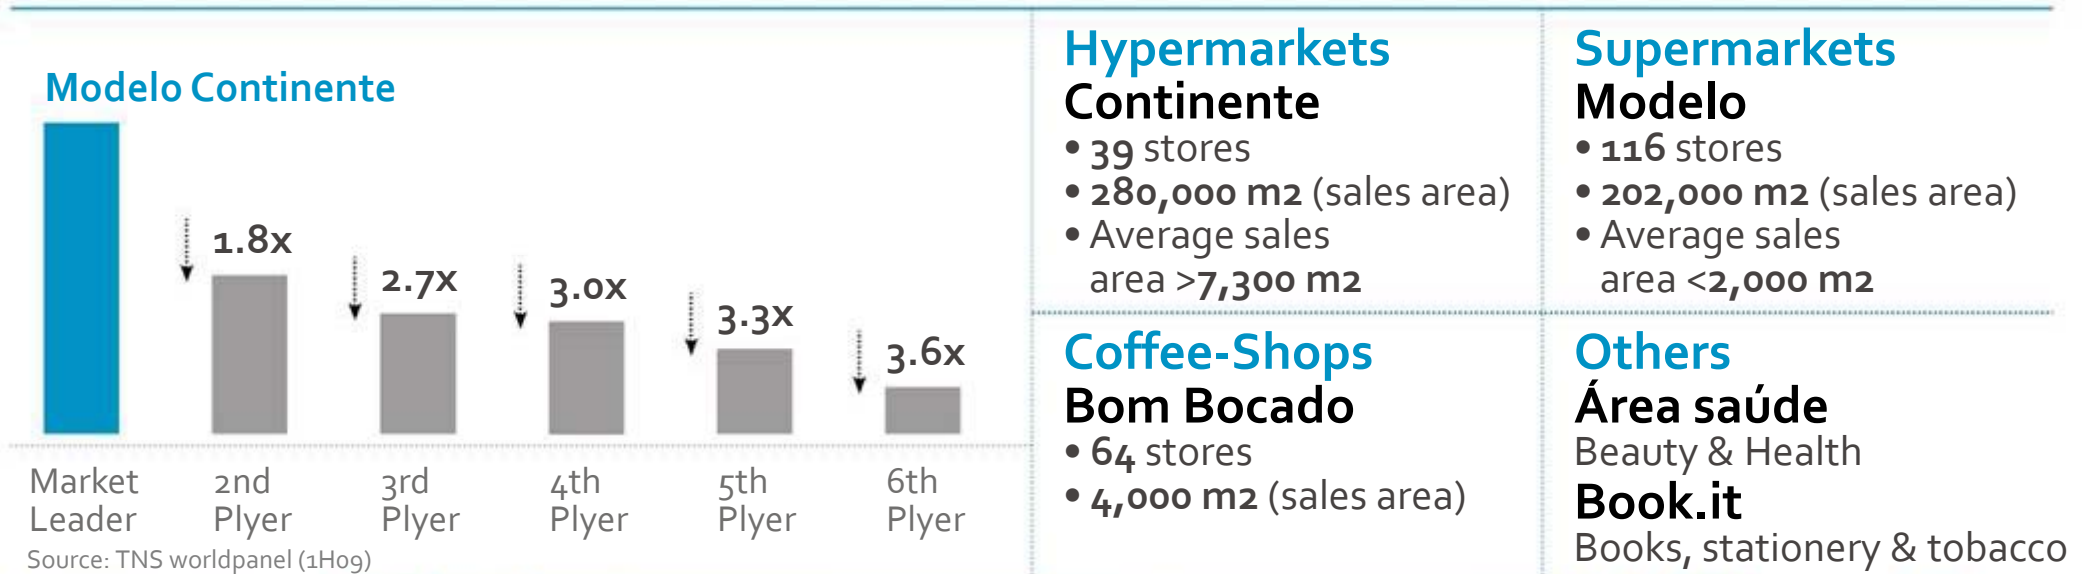 Modelo Continente
1.8x
2.7x
3.0x
3.3x
3.6x
Market Leader
2nd Plyer
3rd Plyer
4th Plyer
5th Plyer
6th Plyer
Source: TNS worldpanel (1H09)
Hypermarkets
Continente
• 39 stores
• 280,000 m2 (sales area)
• Average sales
area >7,300 m2
Supermarkets
Modelo
• 116 stores
• 202,000 m2 (sales area)
• Average sales
area <2,000 m2
Coffee-Shops
Bom Bocado
• 64 stores
• 4,000 m2 (sales area)
Others
Área saúde
Beauty & Health
Book.it
Books, stationery & tobacco